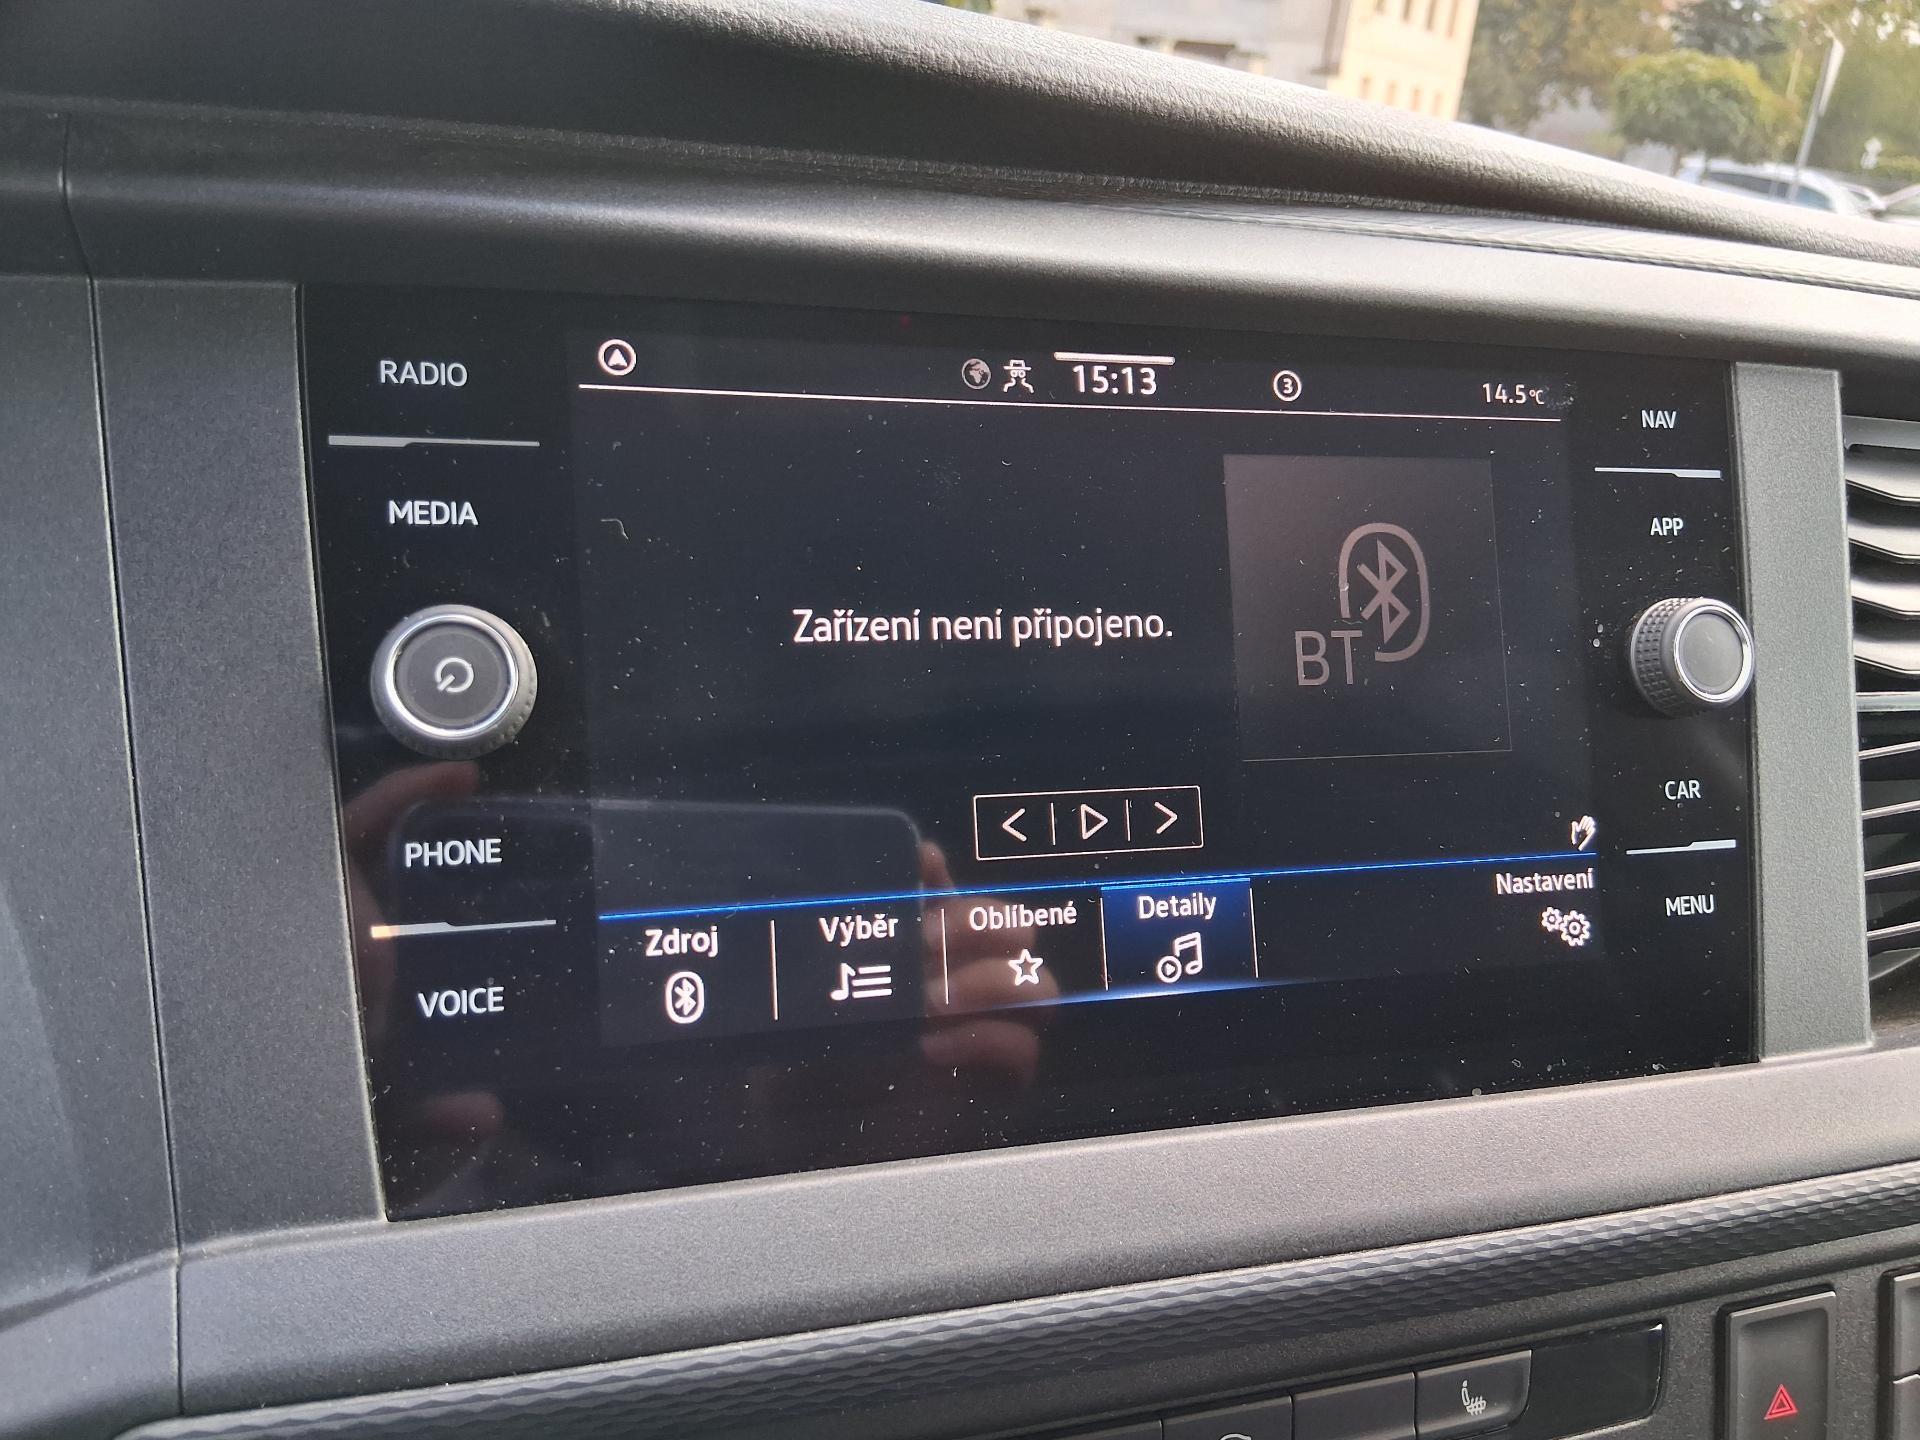 RADIO
MEDIA
PHONE
VOICE
15:13
3
14.5°C
Zařízení není připojeno.
BT
Zdroj
Výběr
Oblíbené
Detaily
Nastavení
NAV
APP
CAR
MENU